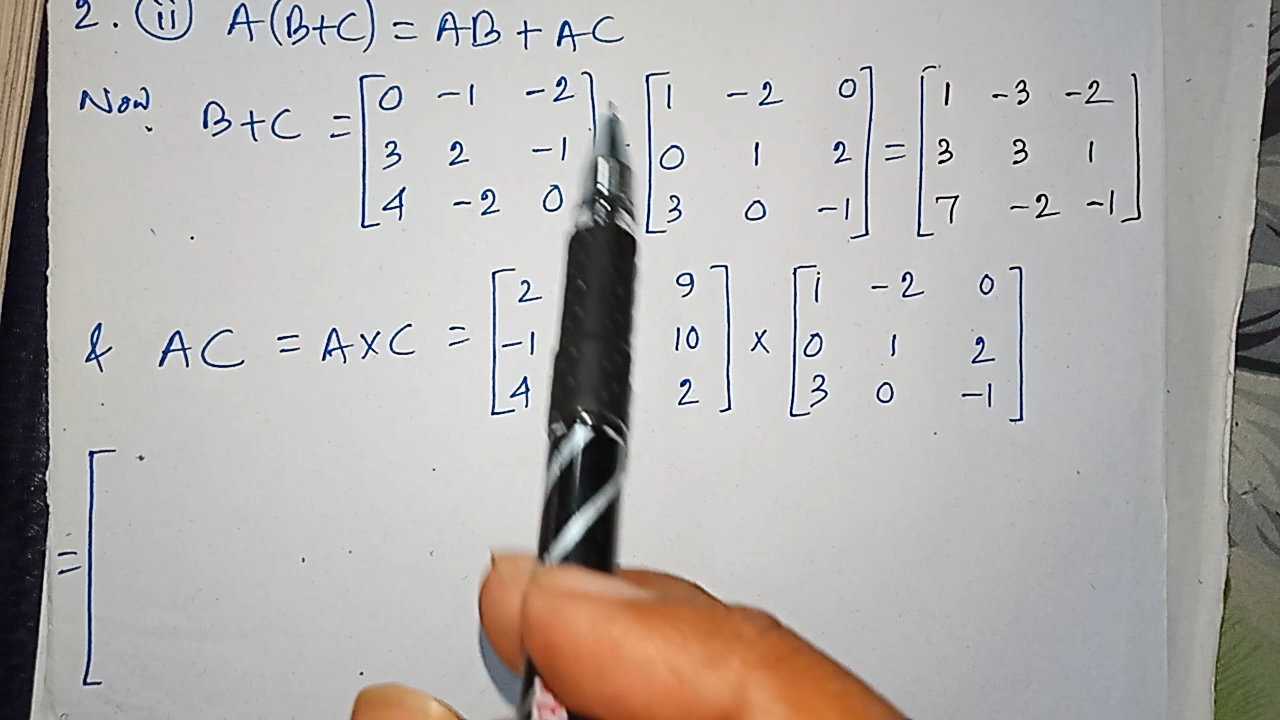 2. (ii) A(B+C) = AB + AC
Now. B+C = [0 -1 -2] [1 -2 0] = [1 -3 -2]
[3 2 -1] [0 1 2] [3 3 1]
[4 -2 0] [3 0 -1] [7 -2 -1]
& AC = A×C = [2 9] × [1 -2 0]
[-1 10] [0 1 2]
[4 2] [3 0 -1]
= [